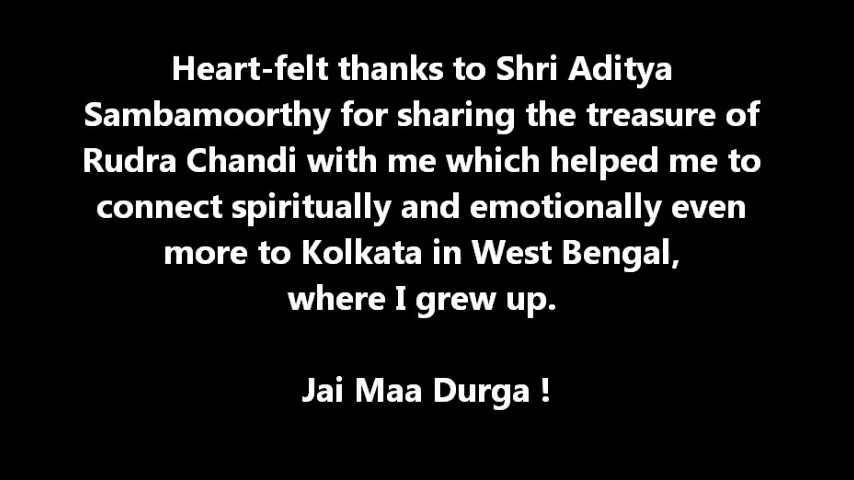 Heart-felt thanks to Shri Aditya
Sambamoorthy for sharing the treasure of
Rudra Chandi with me which helped me to
connect spiritually and emotionally even
more to Kolkata in West Bengal,
where I grew up.
Jai Maa Durga !